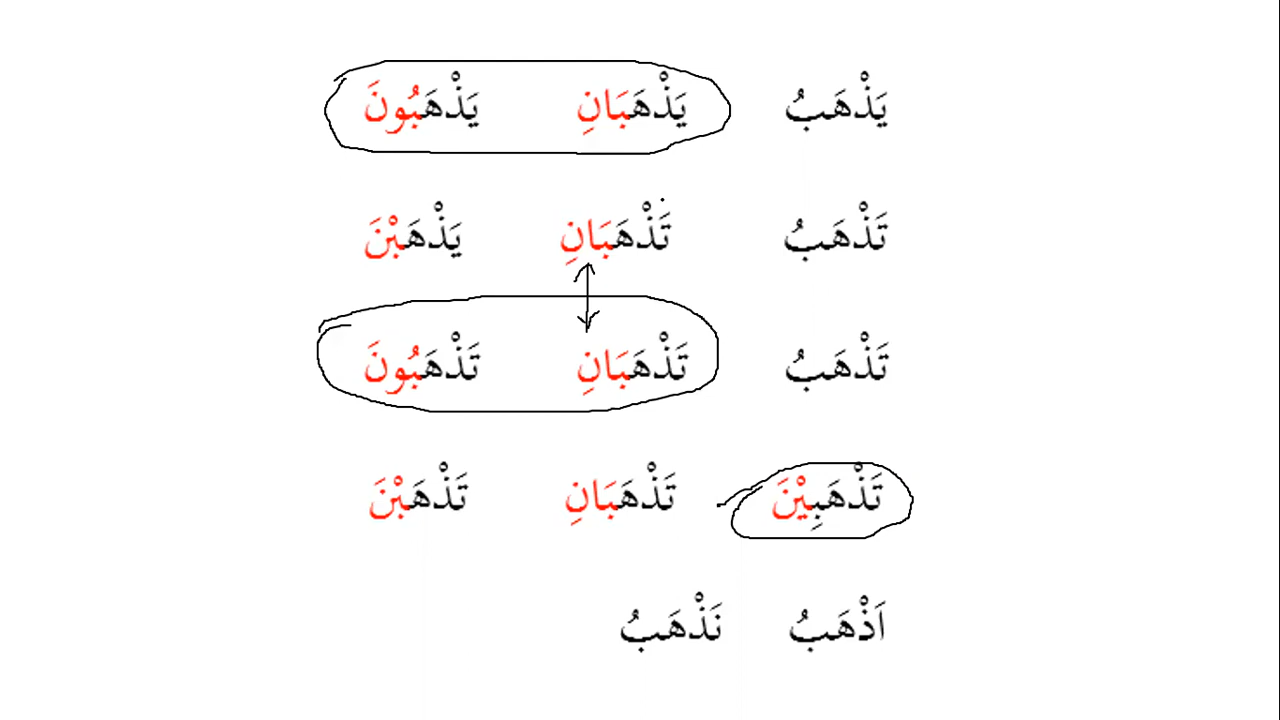 يَذْهَبُ يَذْهَبَانِ يَذْهَبُونَ
تَذْهَبُ تَذْهَبَانِ يَذْهَبْنَ
تَذْهَبُ تَذْهَبَانِ تَذْهَبُونَ
تَذْهَبِيْنَ تَذْهَبَانِ تَذْهَبْنَ
اَذْهَبُ نَذْهَبُ